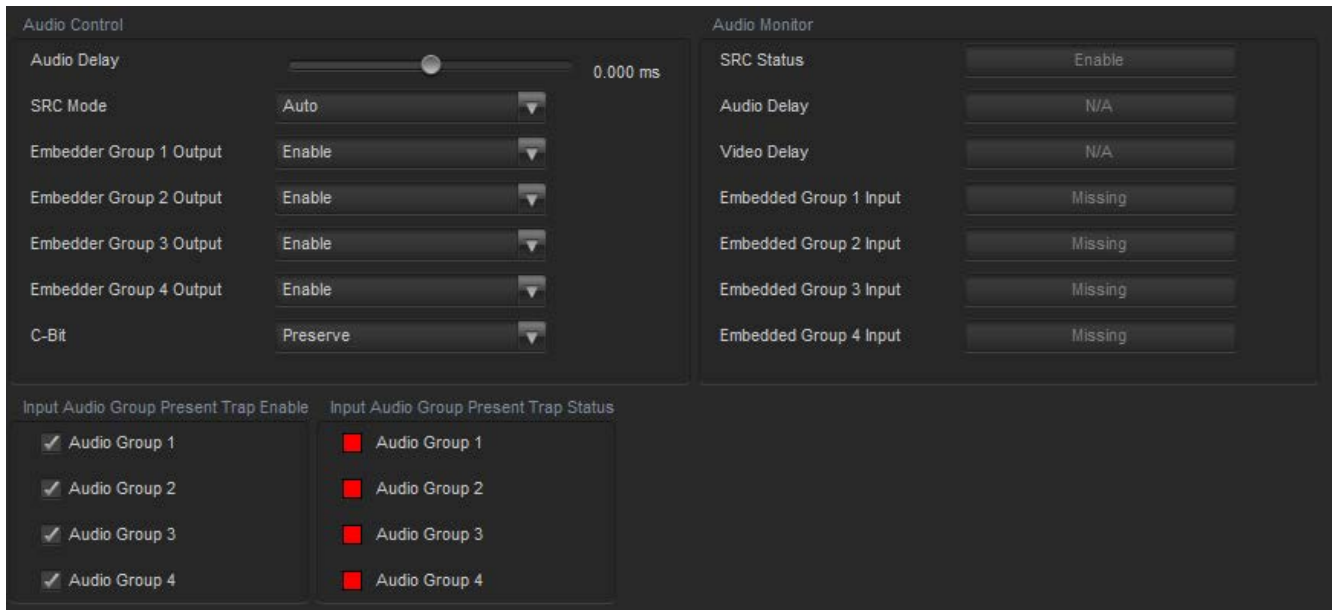 Audio Control
Audio Delay 0.000 ms
SRC Mode Auto
Embedder Group 1 Output Enable
Embedder Group 2 Output Enable
Embedder Group 3 Output Enable
Embedder Group 4 Output Enable
C-Bit Preserve
Audio Monitor
SRC Status Enable
Audio Delay N/A
Video Delay N/A
Embedded Group 1 Input Missing
Embedded Group 2 Input Missing
Embedded Group 3 Input Missing
Embedded Group 4 Input Missing
Input Audio Group Present Trap Enable
Audio Group 1
Audio Group 2
Audio Group 3
Audio Group 4
Input Audio Group Present Trap Status
Audio Group 1
Audio Group 2
Audio Group 3
Audio Group 4